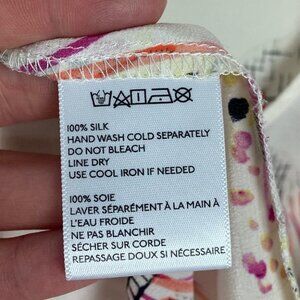 100% SILK
HAND WASH COLD SEPARATELY
DO NOT BLEACH
LINE DRY
USE COOL IRON IF NEEDED
100% SOIE
LAVER SÉPARÉMENT À LA MAIN À
L'EAU FROIDE
NE PAS BLANCHIR
SÉCHER SUR CORDE
REPASSAGE DOUX SI NÉCESSAIRE